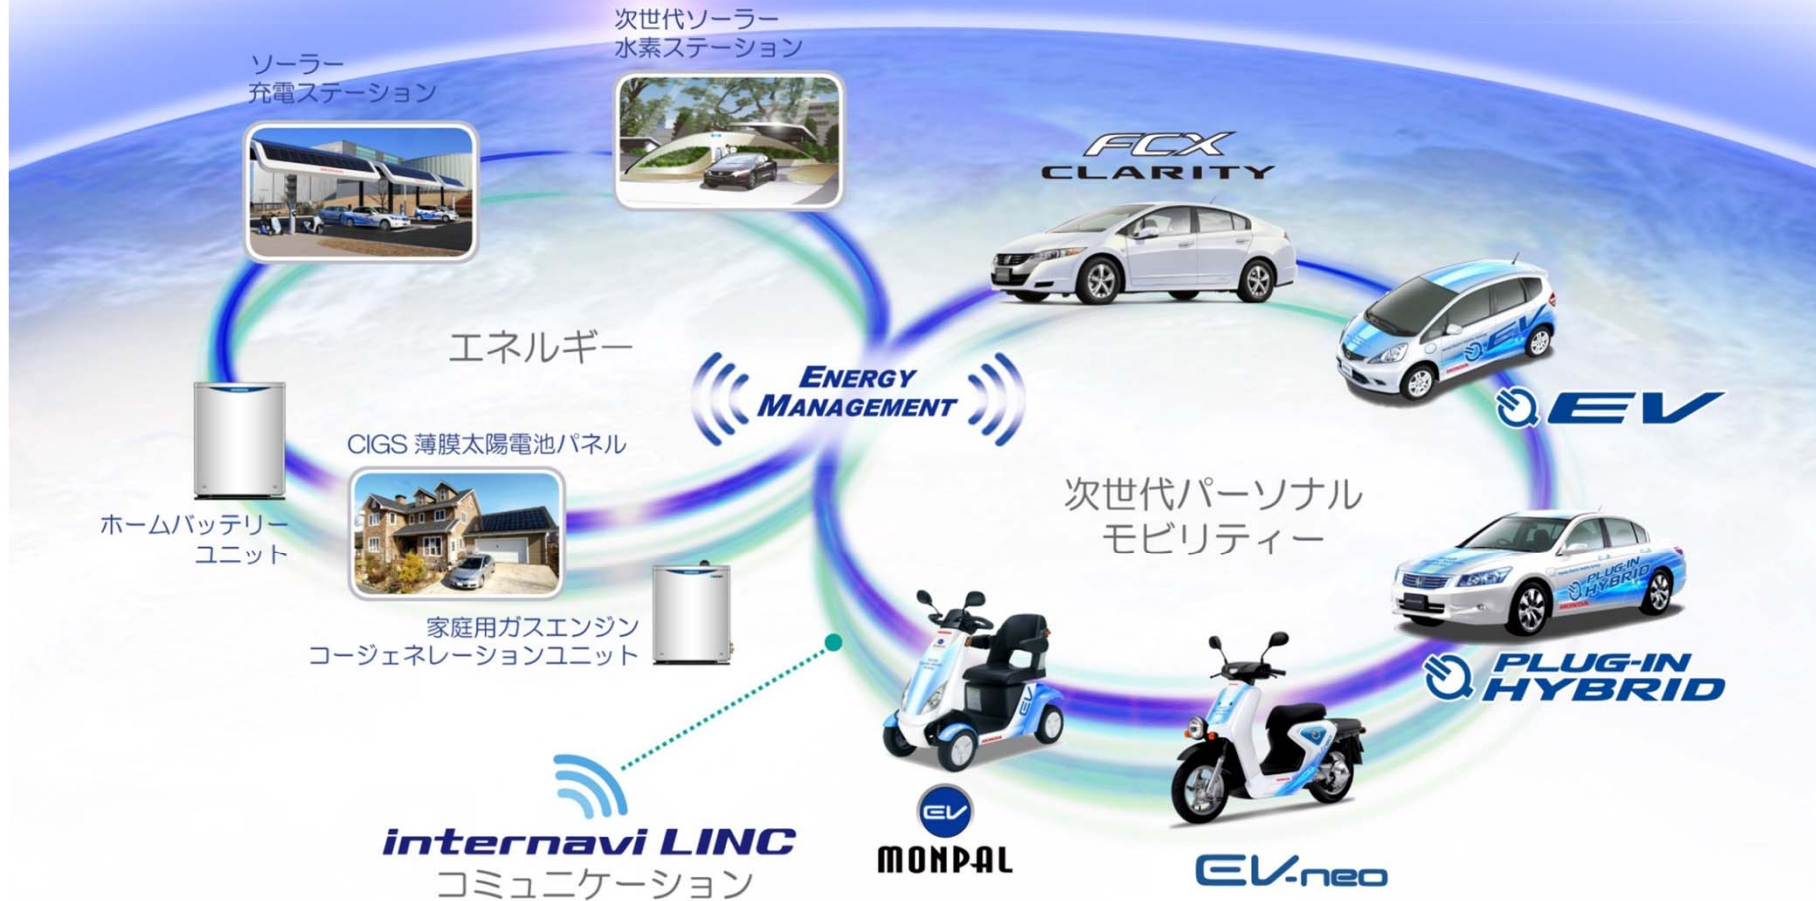 次世代ソーラー
水素ステーション
ソーラー
充電ステーション
FCX
CLARITY
エネルギー
ENERGY
MANAGEMENT
EV
EV
CIGS 薄膜太陽電池パネル
次世代パーソナル
モビリティー
ホームバッテリー
ユニット
PLUG-IN
HYBRID
HONDA
家庭用ガスエンジン
コージェネレーションユニット
PLUG-IN
HYBRID
EV
EV
MONPAL
internavi LINC
コミュニケーション
EV-neo